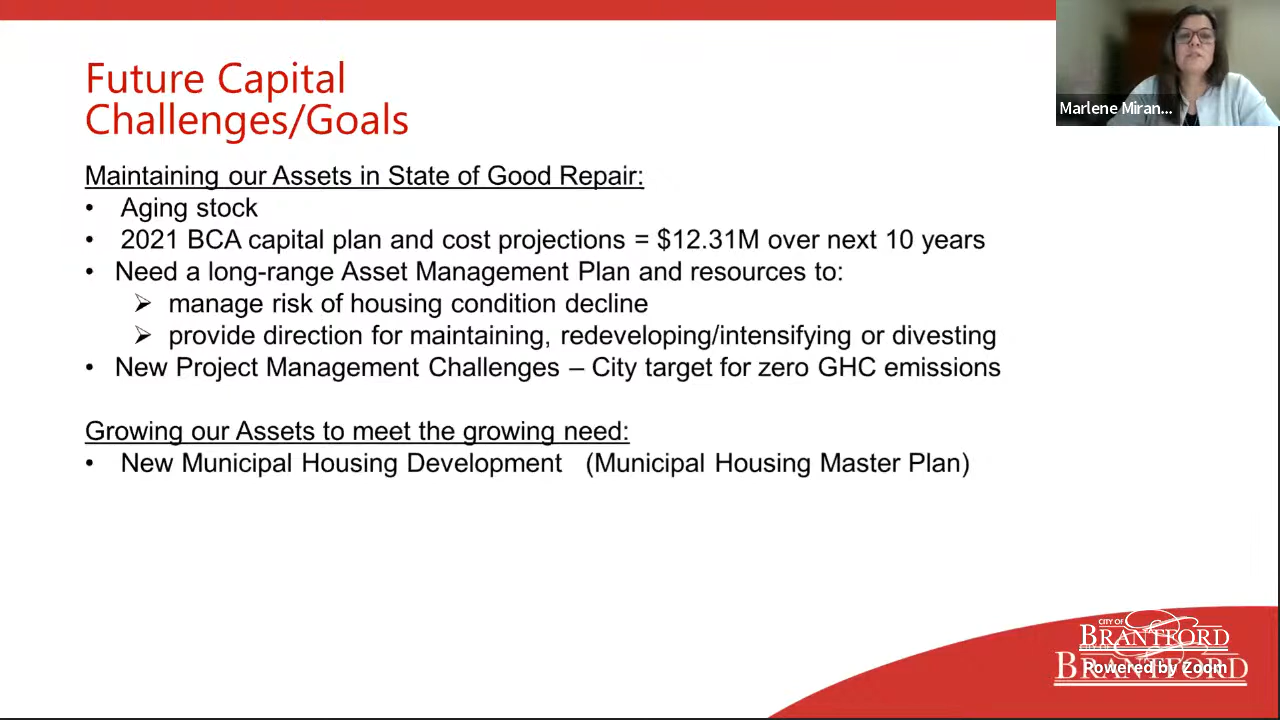 Future Capital
Challenges/Goals
Marlene Miran...
Maintaining our Assets in State of Good Repair:
• Aging stock
• 2021 BCA capital plan and cost projections = $12.31M over next 10 years
• Need a long-range Asset Management Plan and resources to:
➢ manage risk of housing condition decline
➢ provide direction for maintaining, redeveloping/intensifying or divesting
• New Project Management Challenges – City target for zero GHC emissions
Growing our Assets to meet the growing need:
• New Municipal Housing Development (Municipal Housing Master Plan)
CITY OF
BRANTFORD
CITY OF
BRANTFORD
Powered by Zoom